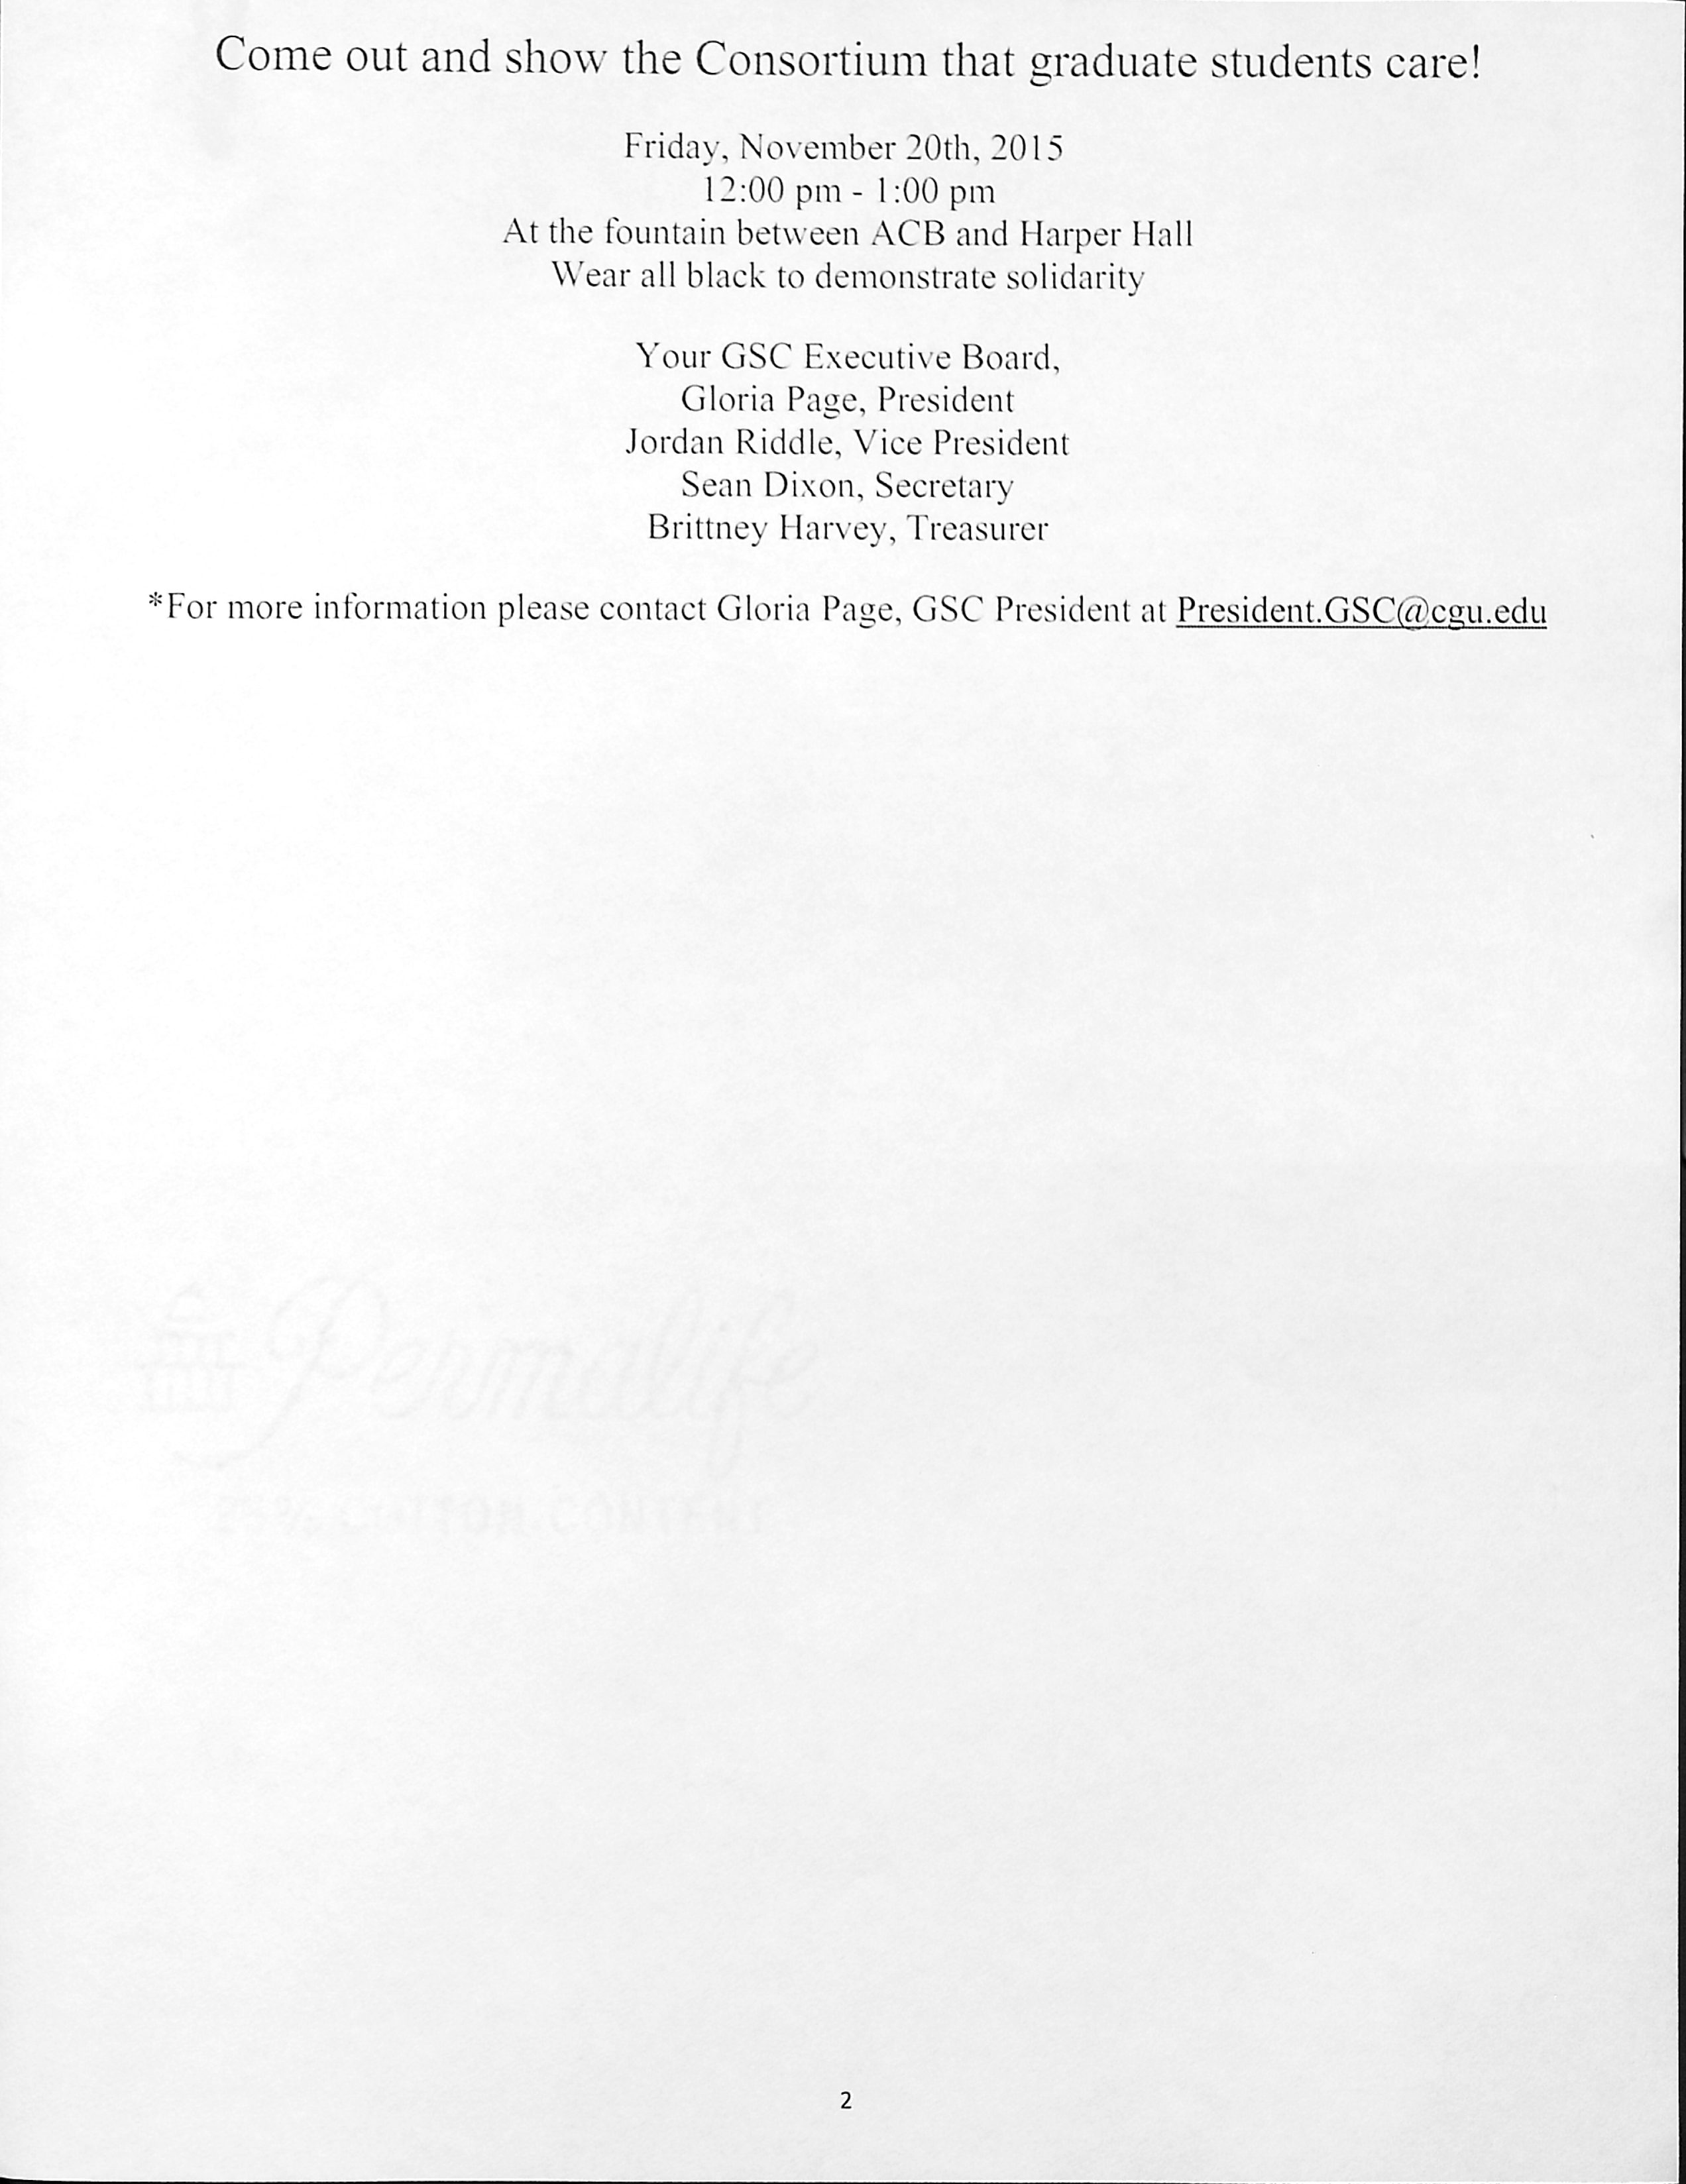 Come out and show the Consortium that graduate students care!
Friday, November 20th, 2015
12:00 pm - 1:00 pm
At the fountain between ACB and Harper Hall
Wear all black to demonstrate solidarity
Your GSC Executive Board,
Gloria Page, President
Jordan Riddle, Vice President
Sean Dixon, Secretary
Brittney Harvey, Treasurer
*For more information please contact Gloria Page, GSC President at President.GSC@cgu.edu
Permalife
25% COTTON CONTENT
2